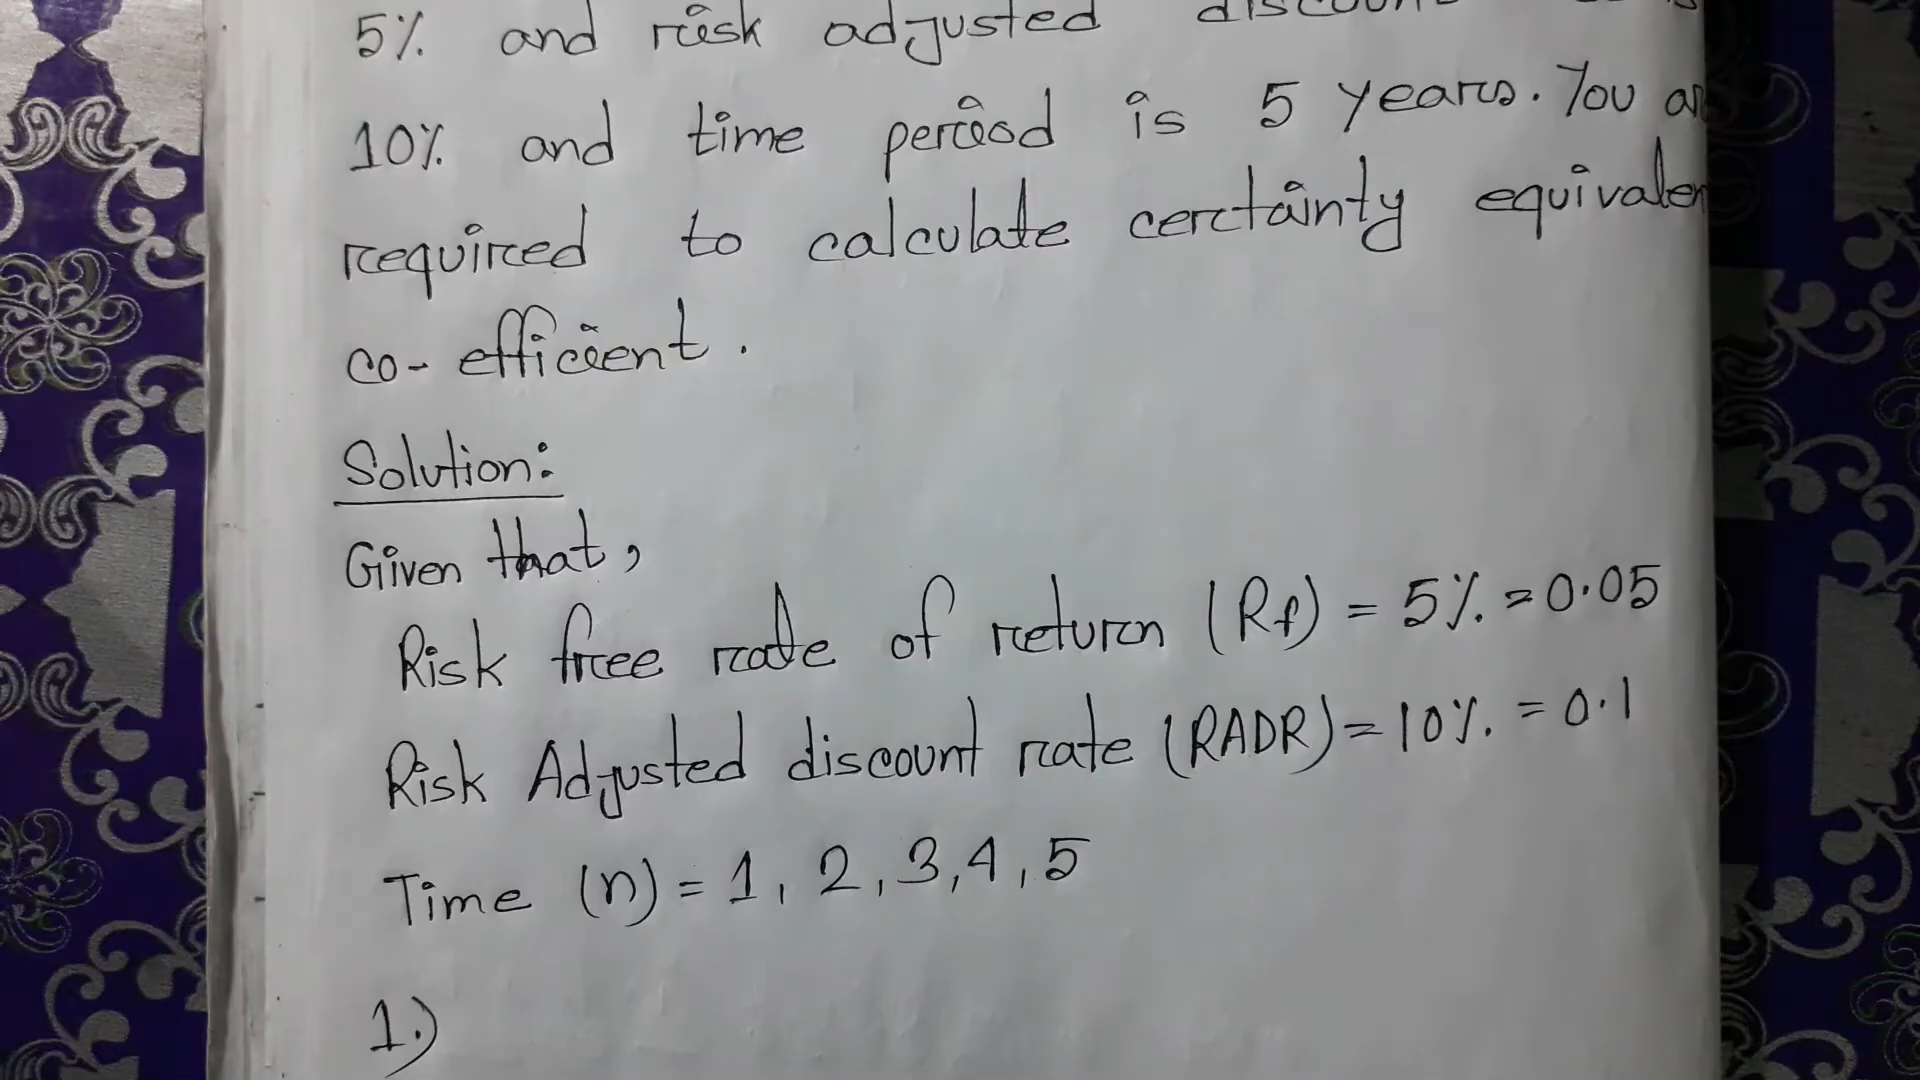 5% and risk adjusted
10% and time period is 5 years. You
required to calculate certainty
co-efficient.
Solution:
Given that,
Risk free rate of return (Rf) = 5% = 0.05
Risk Adjusted discount rate (RADR) = 10% = 0.1
Time (n) = 1, 2, 3, 4, 5
1.)